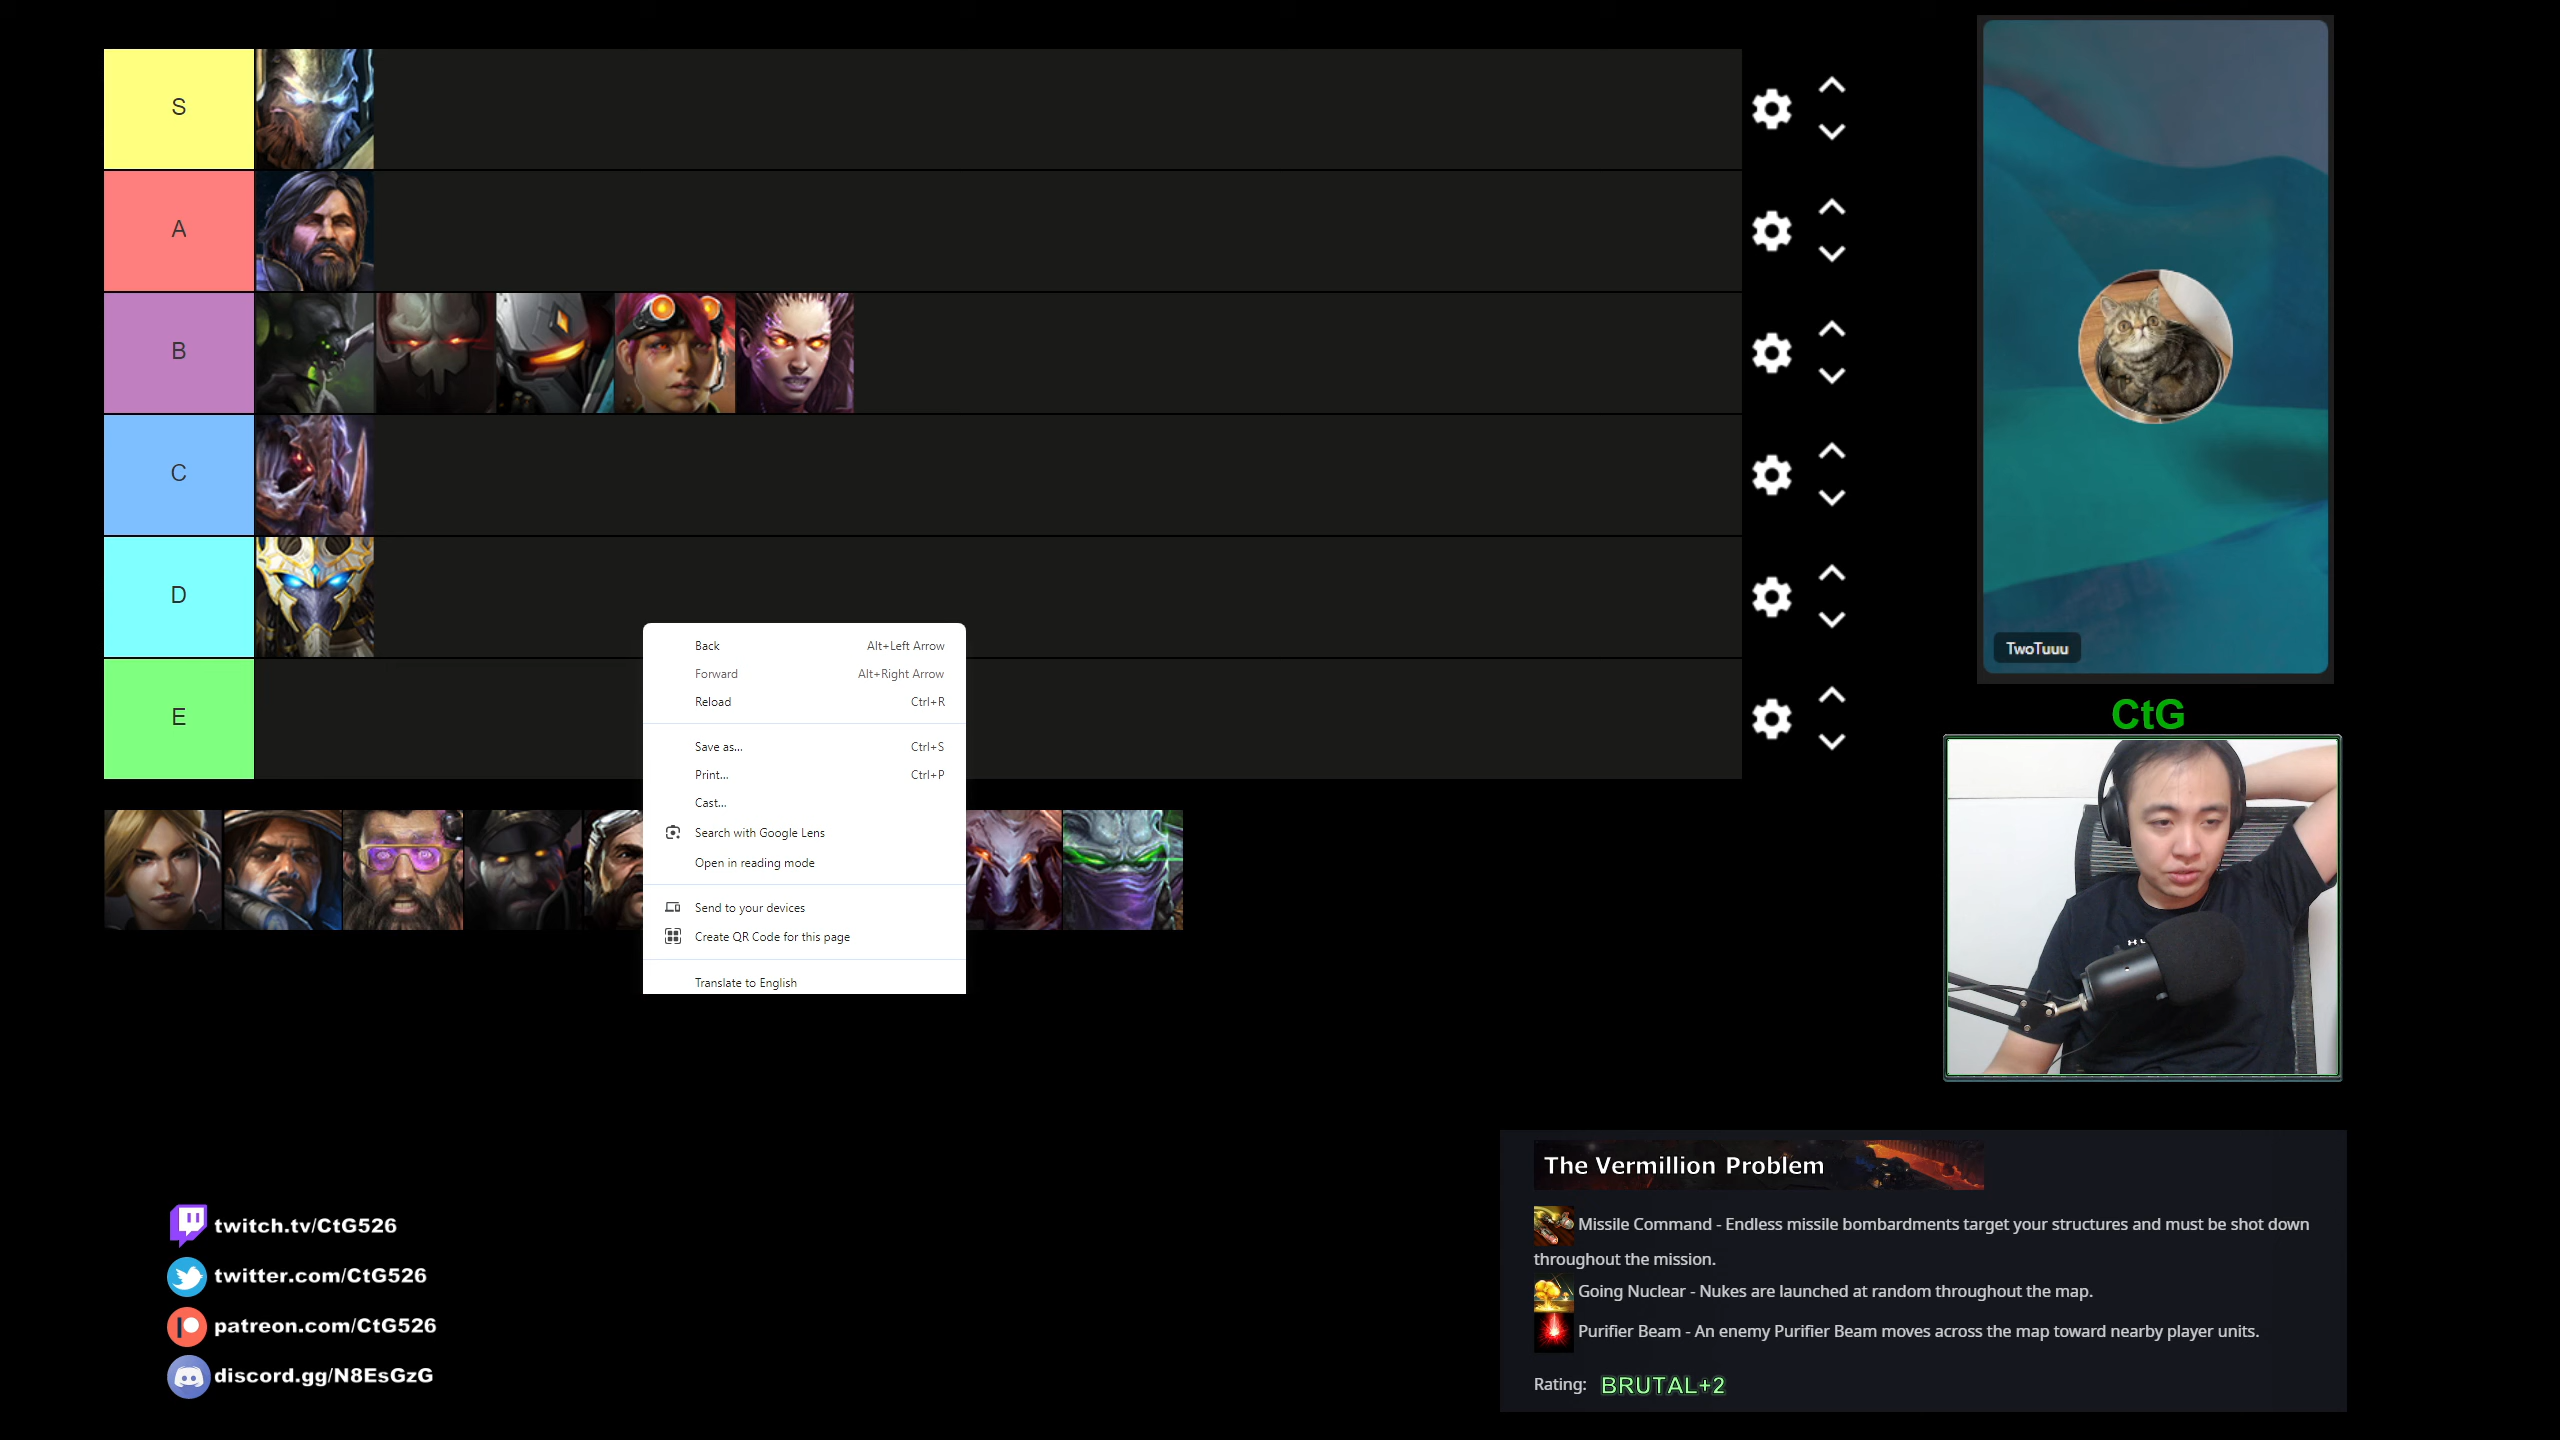 S
A
B
C
D
E
Back Alt+Left Arrow
Forward Alt+Right Arrow
Reload Ctrl+R
Save as... Ctrl+S
Print... Ctrl+P
Cast...
Search with Google Lens
Open in reading mode
Send to your devices
Create QR Code for this page
Translate to English
TwoTuuu
CtG
twitch.tv/CtG526
twitter.com/CtG526
patreon.com/CtG526
discord.gg/N8EsGzG
The Vermillion Problem
Missile Command - Endless missile bombardments target your structures and must be shot down
throughout the mission.
Going Nuclear - Nukes are launched at random throughout the map.
Purifier Beam - An enemy Purifier Beam moves across the map toward nearby player units.
Rating: BRUTAL+2